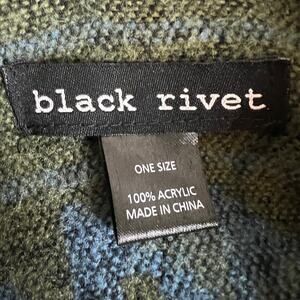 black rivet
ONE SIZE
100% ACRYLIC
MADE IN CHINA